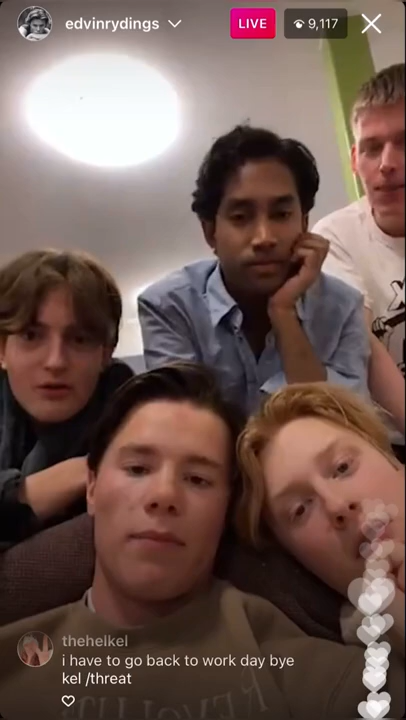 edvinrydings
LIVE
9,117
thehelkel
i have to go back to work day bye
kel /threat